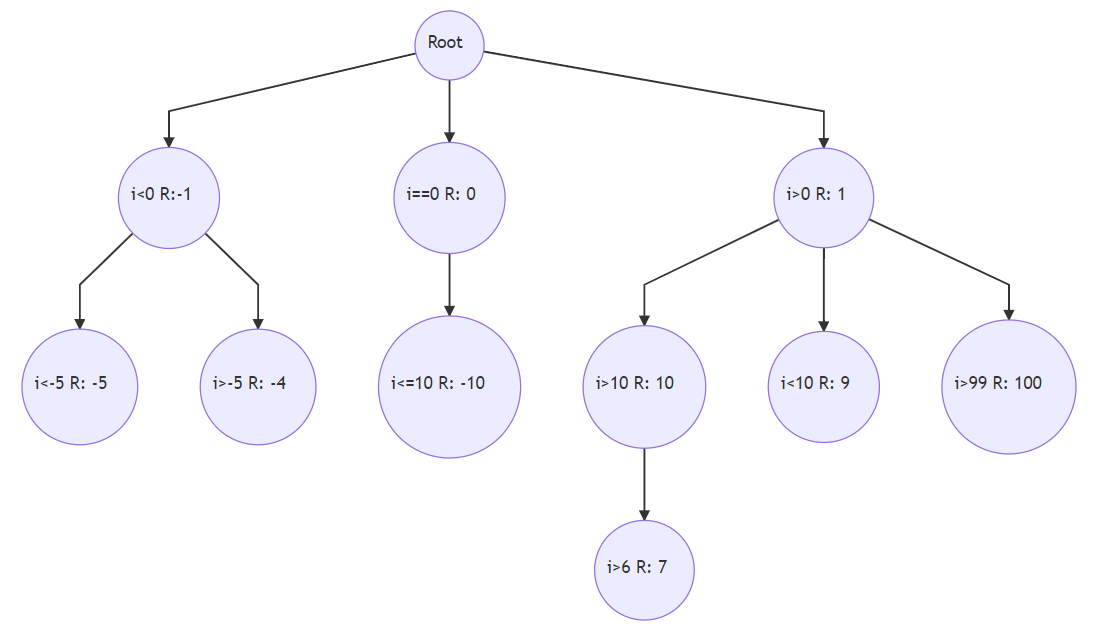 Root
i<0 R:-1
i==0 R: 0
i>0 R: 1
i<-5 R: -5
i>-5 R: -4
i<=10 R: -10
i>10 R: 10
i<10 R: 9
i>99 R: 100
i>6 R: 7